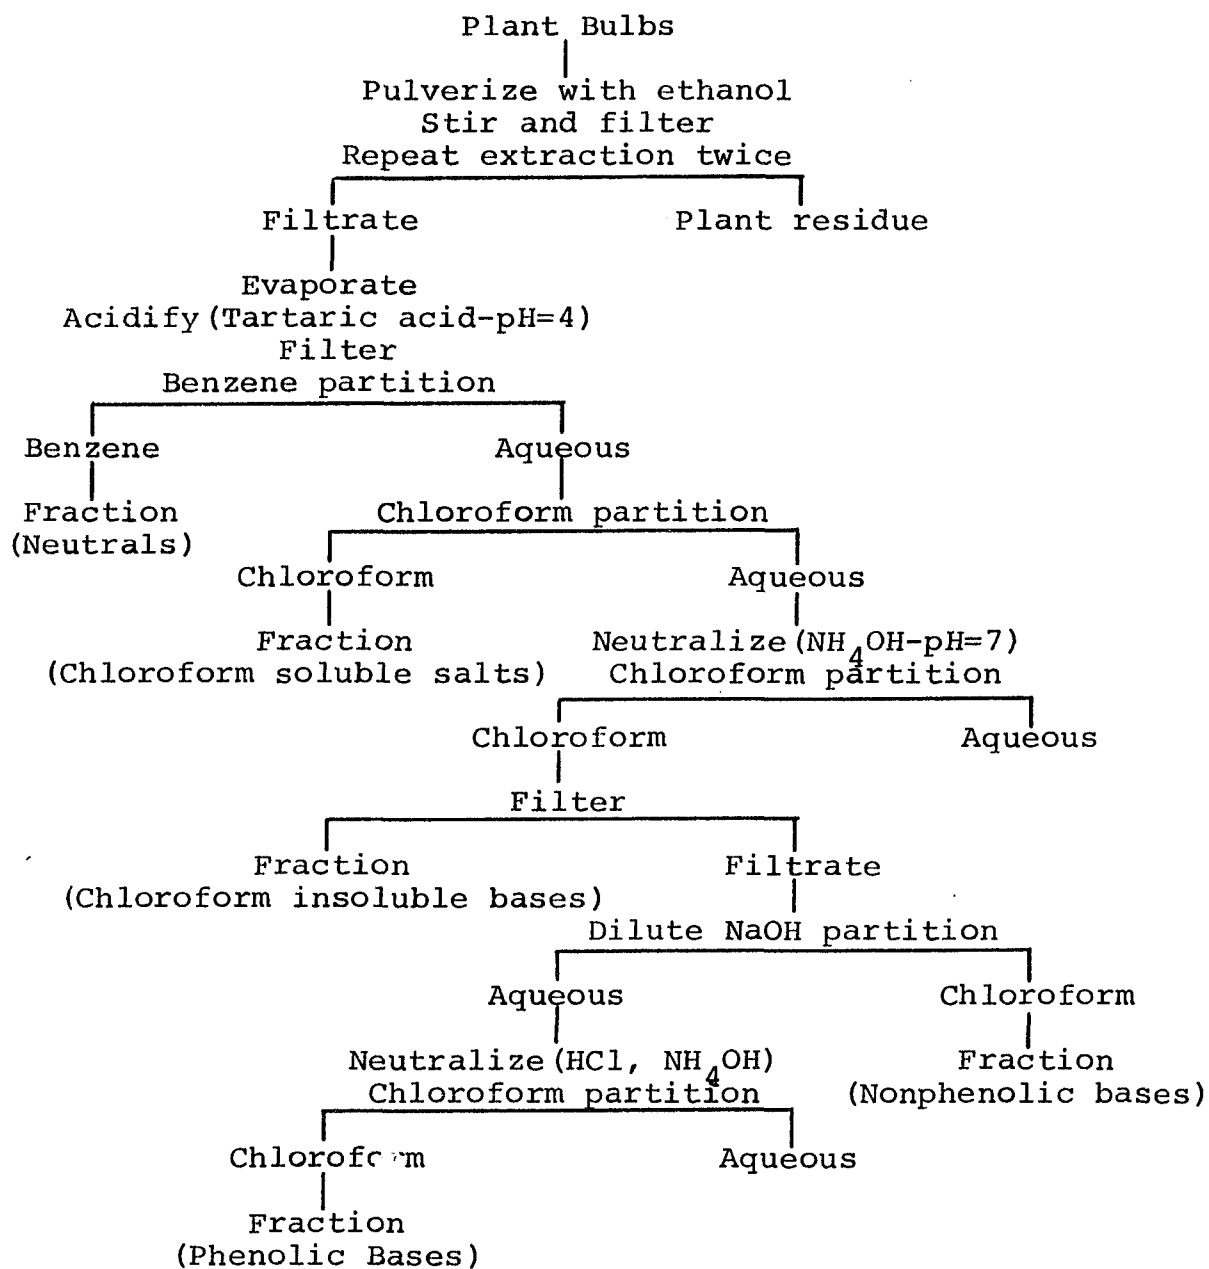 Plant Bulbs
Pulverize with ethanol
Stir and filter
Repeat extraction twice
Filtrate Plant residue
Evaporate
Acidify (Tartaric acid-pH=4)
Filter
Benzene partition
Benzene Aqueous
Fraction Chloroform partition
(Neutrals)
Chloroform Aqueous
Fraction Neutralize (NH4OH-pH=7)
(Chloroform soluble salts) Chloroform partition
Chloroform Aqueous
Filter
Fraction Filtrate
(Chloroform insoluble bases)
Dilute NaOH partition
Aqueous Chloroform
Neutralize (HCl, NH4OH) Fraction
Chloroform partition (Nonphenolic bases)
Chloroform Aqueous
Fraction
(Phenolic Bases)